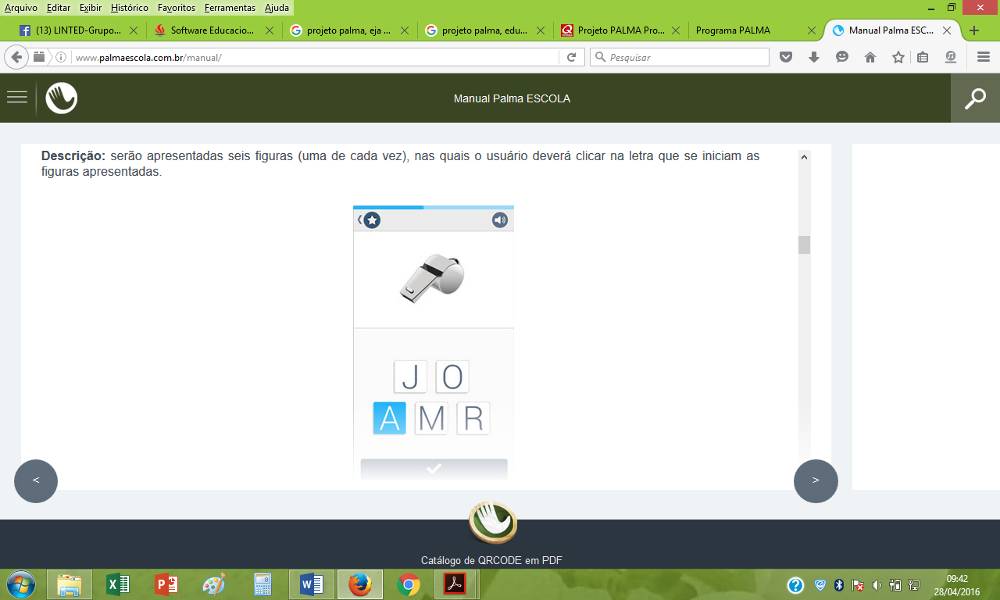 Arquivo Editar Exibir Histórico Favoritos Ferramentas Ajuda
(13) LINTED-Grupo... Software Educacio... projeto palma, eja ... projeto palma, edu... Projeto PALMA Pro... Programa PALMA Manual Palma ESC...
www.palmaescola.com.br/manual/ Pesquisar
Manual Palma ESCOLA
Descrição: serão apresentadas seis figuras (uma de cada vez), nas quais o usuário deverá clicar na letra que se iniciam as
figuras apresentadas.
J O
A M R
< >
Catálogo de QRCODE em PDF
09:42
28/04/2016